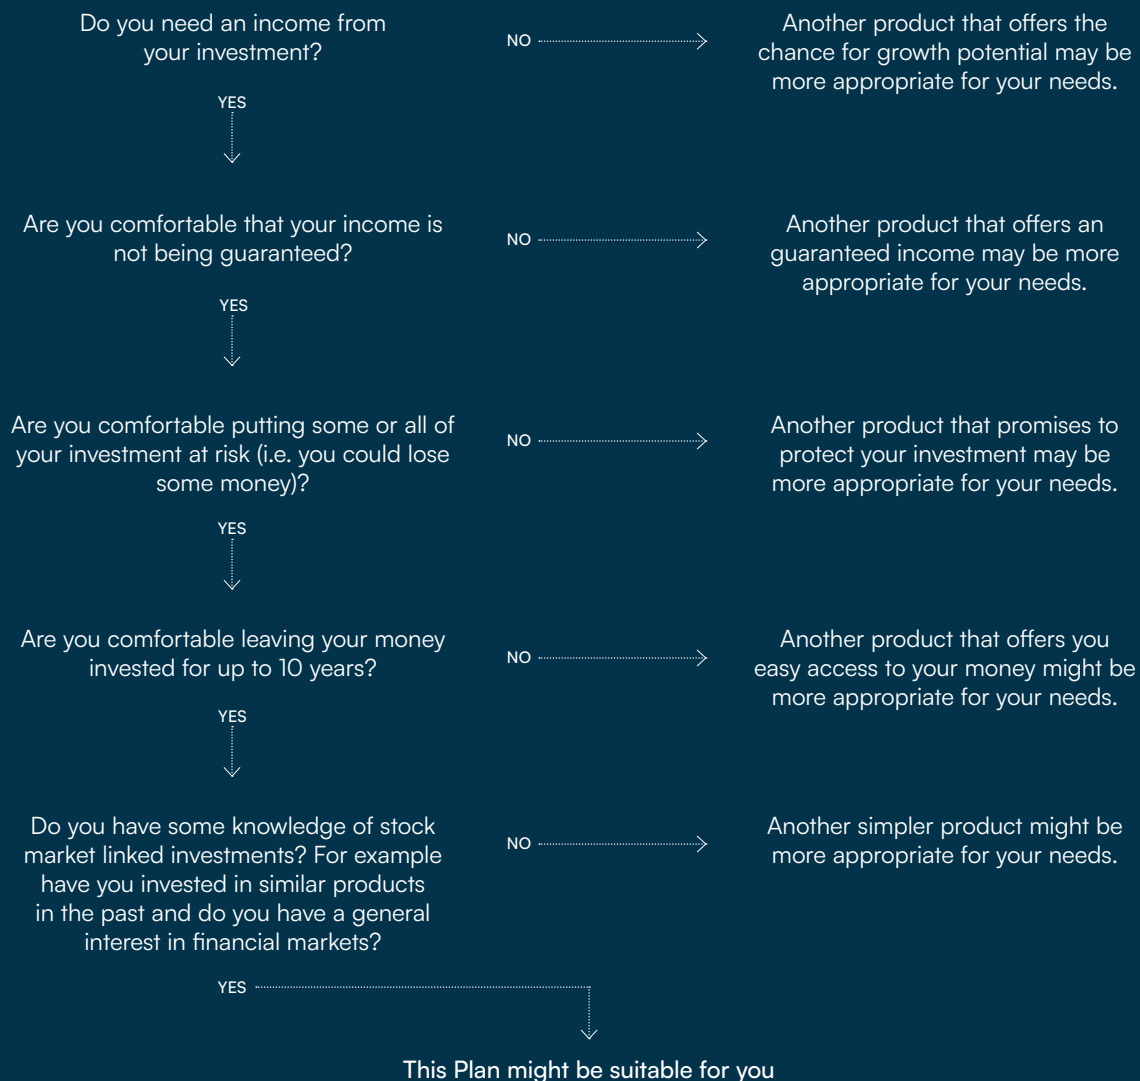 Do you need an income from
your investment?
NO
Another product that offers the
chance for growth potential may be
more appropriate for your needs.
YES
Are you comfortable that your income is
not being guaranteed?
NO
Another product that offers an
guaranteed income may be more
appropriate for your needs.
YES
Are you comfortable putting some or all of
your investment at risk (i.e. you could lose
some money)?
NO
Another product that promises to
protect your investment may be
more appropriate for your needs.
YES
Are you comfortable leaving your money
invested for up to 10 years?
NO
Another product that offers you
easy access to your money might be
more appropriate for your needs.
YES
Do you have some knowledge of stock
market linked investments? For example
have you invested in similar products
in the past and do you have a general
interest in financial markets?
NO
Another simpler product might be
more appropriate for your needs.
YES
This Plan might be suitable for you